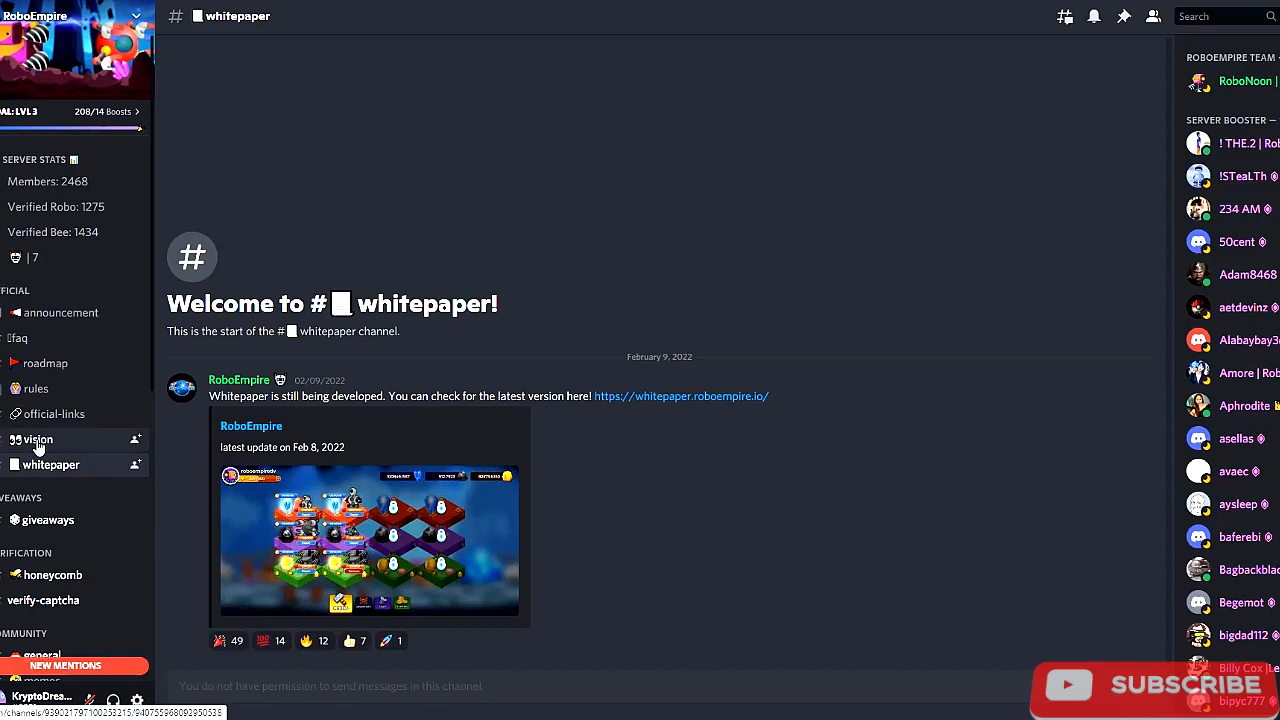 RoboEmpire
whitepaper
Search
AL: LVL 3
208/14 Boosts
SERVER STATS
Members: 2468
Verified Robo: 1275
Verified Bee: 1434
| 7
FICIAL
announcement
faq
roadmap
rules
official-links
vision
whitepaper
VEAWAYS
giveaways
RIFICATION
honeycomb
verify-captcha
OMMUNITY
general
memes
NEW MENTIONS
KryptoDrea...
n/channels/939021797100253215/940755968093950538
Welcome to # whitepaper!
This is the start of the # whitepaper channel.
February 9, 2022
RoboEmpire 02/09/2022
Whitepaper is still being developed. You can check for the latest version here! https://whitepaper.roboempire.io/
RoboEmpire
latest update on Feb 8, 2022
roboempiredv
49 14 12 7 1
You do not have permission to send messages in this channel.
ROBOEMPIRE TEAM -
RoboNoon |
SERVER BOOSTER —
! THE.2 | Rob
!STeaLTh
234 AM
50cent
Adam8468
aetdevinz
Alabaybay3
Amore | Rob
Aphrodite
asellas
avaec
aysleep
baferebi
Bagbackblac
Begemot
bigdad112
Billy Cox |Le
bipyc777
SUBSCRIBE